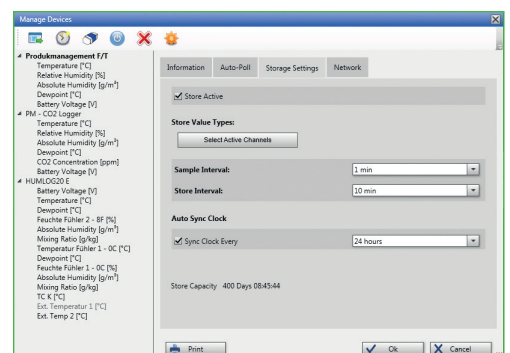 Manage Devices
Produkmanagement F/T
Temperature [°C]
Relative Humidity [%]
Absolute Humidity [g/m³]
Dewpoint [°C]
Battery Voltage [V]
PM - CO2 Logger
Temperature [°C]
Relative Humidity [%]
Absolute Humidity [g/m³]
Dewpoint [°C]
CO2 Concentration [ppm]
Battery Voltage [V]
HUMLOG20 E
Battery Voltage [V]
Temperature [°C]
Dewpoint [°C]
Feuchte Fühler 2 - 8F [%]
Absolute Humidity [g/m³]
Mixing Ratio [g/kg]
Temperatur Fühler 1 - 0C [°C]
Dewpoint [°C]
Feuchte Fühler 1 - 0C [%]
Absolute Humidity [g/m³]
Mixing Ratio [g/kg]
TC K [°C]
Ext. Temperatur 1 [°C]
Ext. Temp 2 [°C]
Information Auto-Poll Storage Settings Network
Store Active
Store Value Types:
Select Active Channels
Sample Interval: 1 min
Store Interval: 10 min
Auto Sync Clock
Sync Clock Every 24 hours
Store Capacity 400 Days 08:45:44
Print Ok Cancel